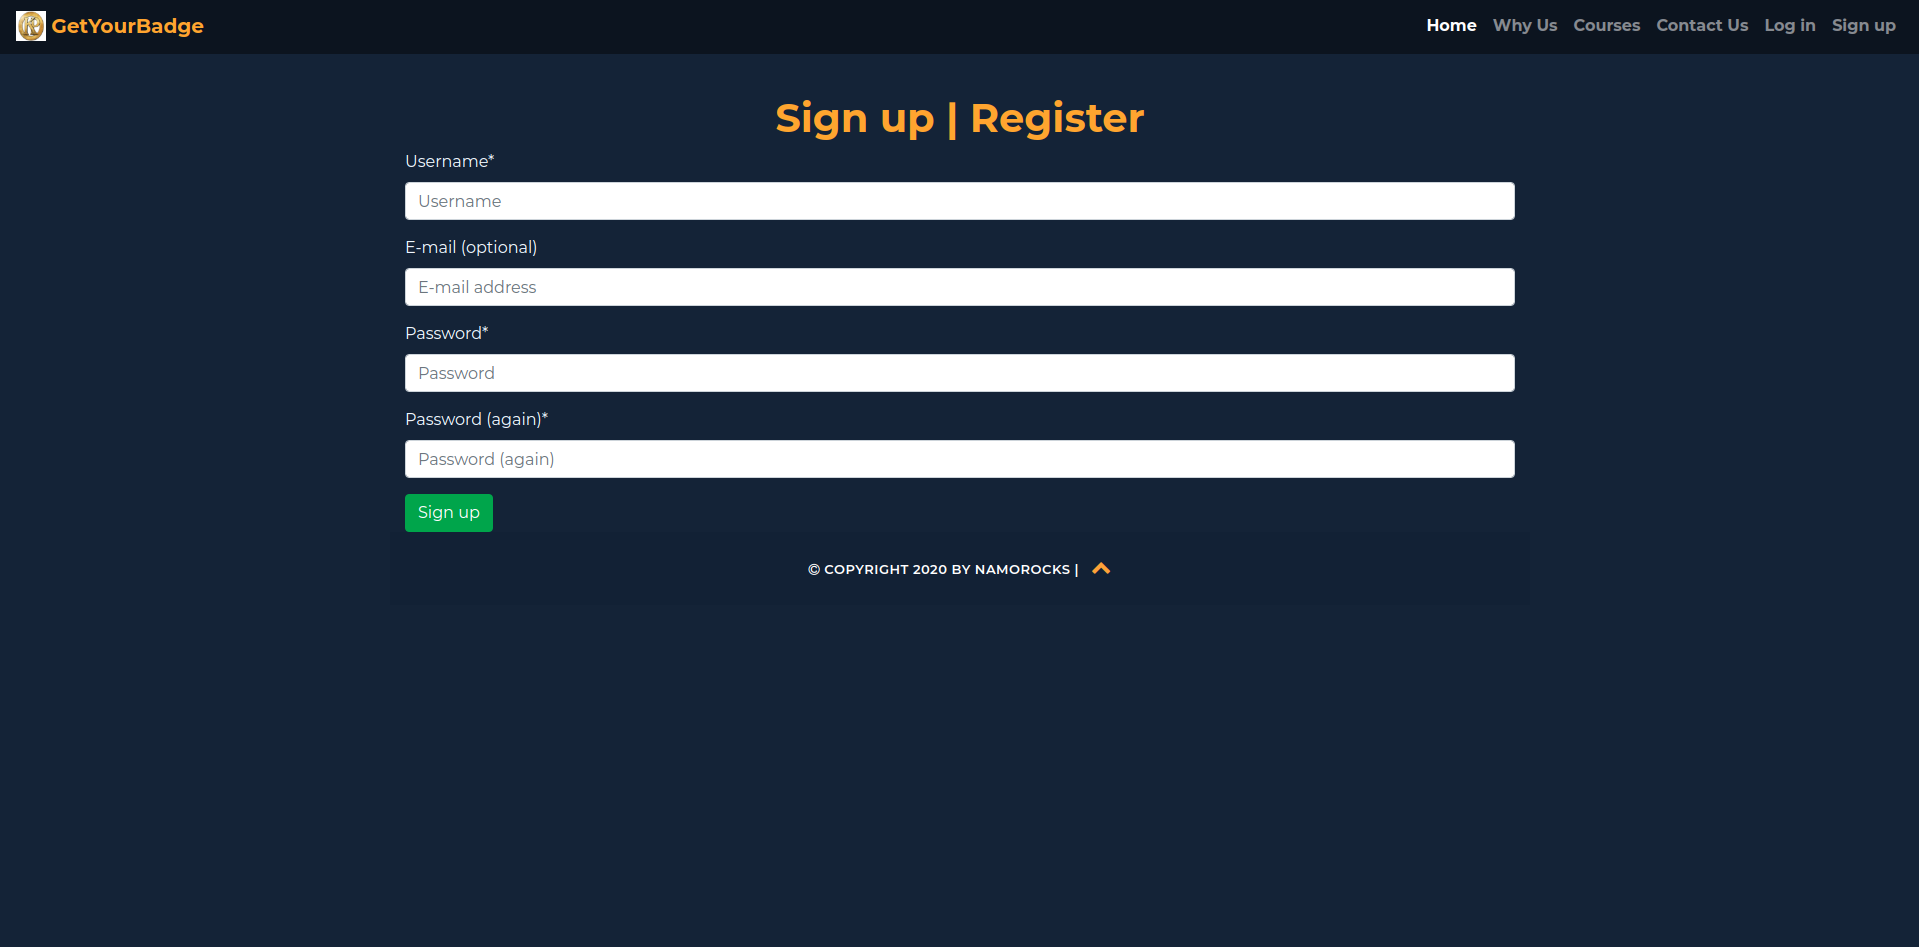 GetYourBadge Home Why Us Courses Contact Us Log in Sign up
Sign up | Register
Username*
Username
E-mail (optional)
E-mail address
Password*
Password
Password (again)*
Password (again)
Sign up
© COPYRIGHT 2020 BY NAMOROCKS |